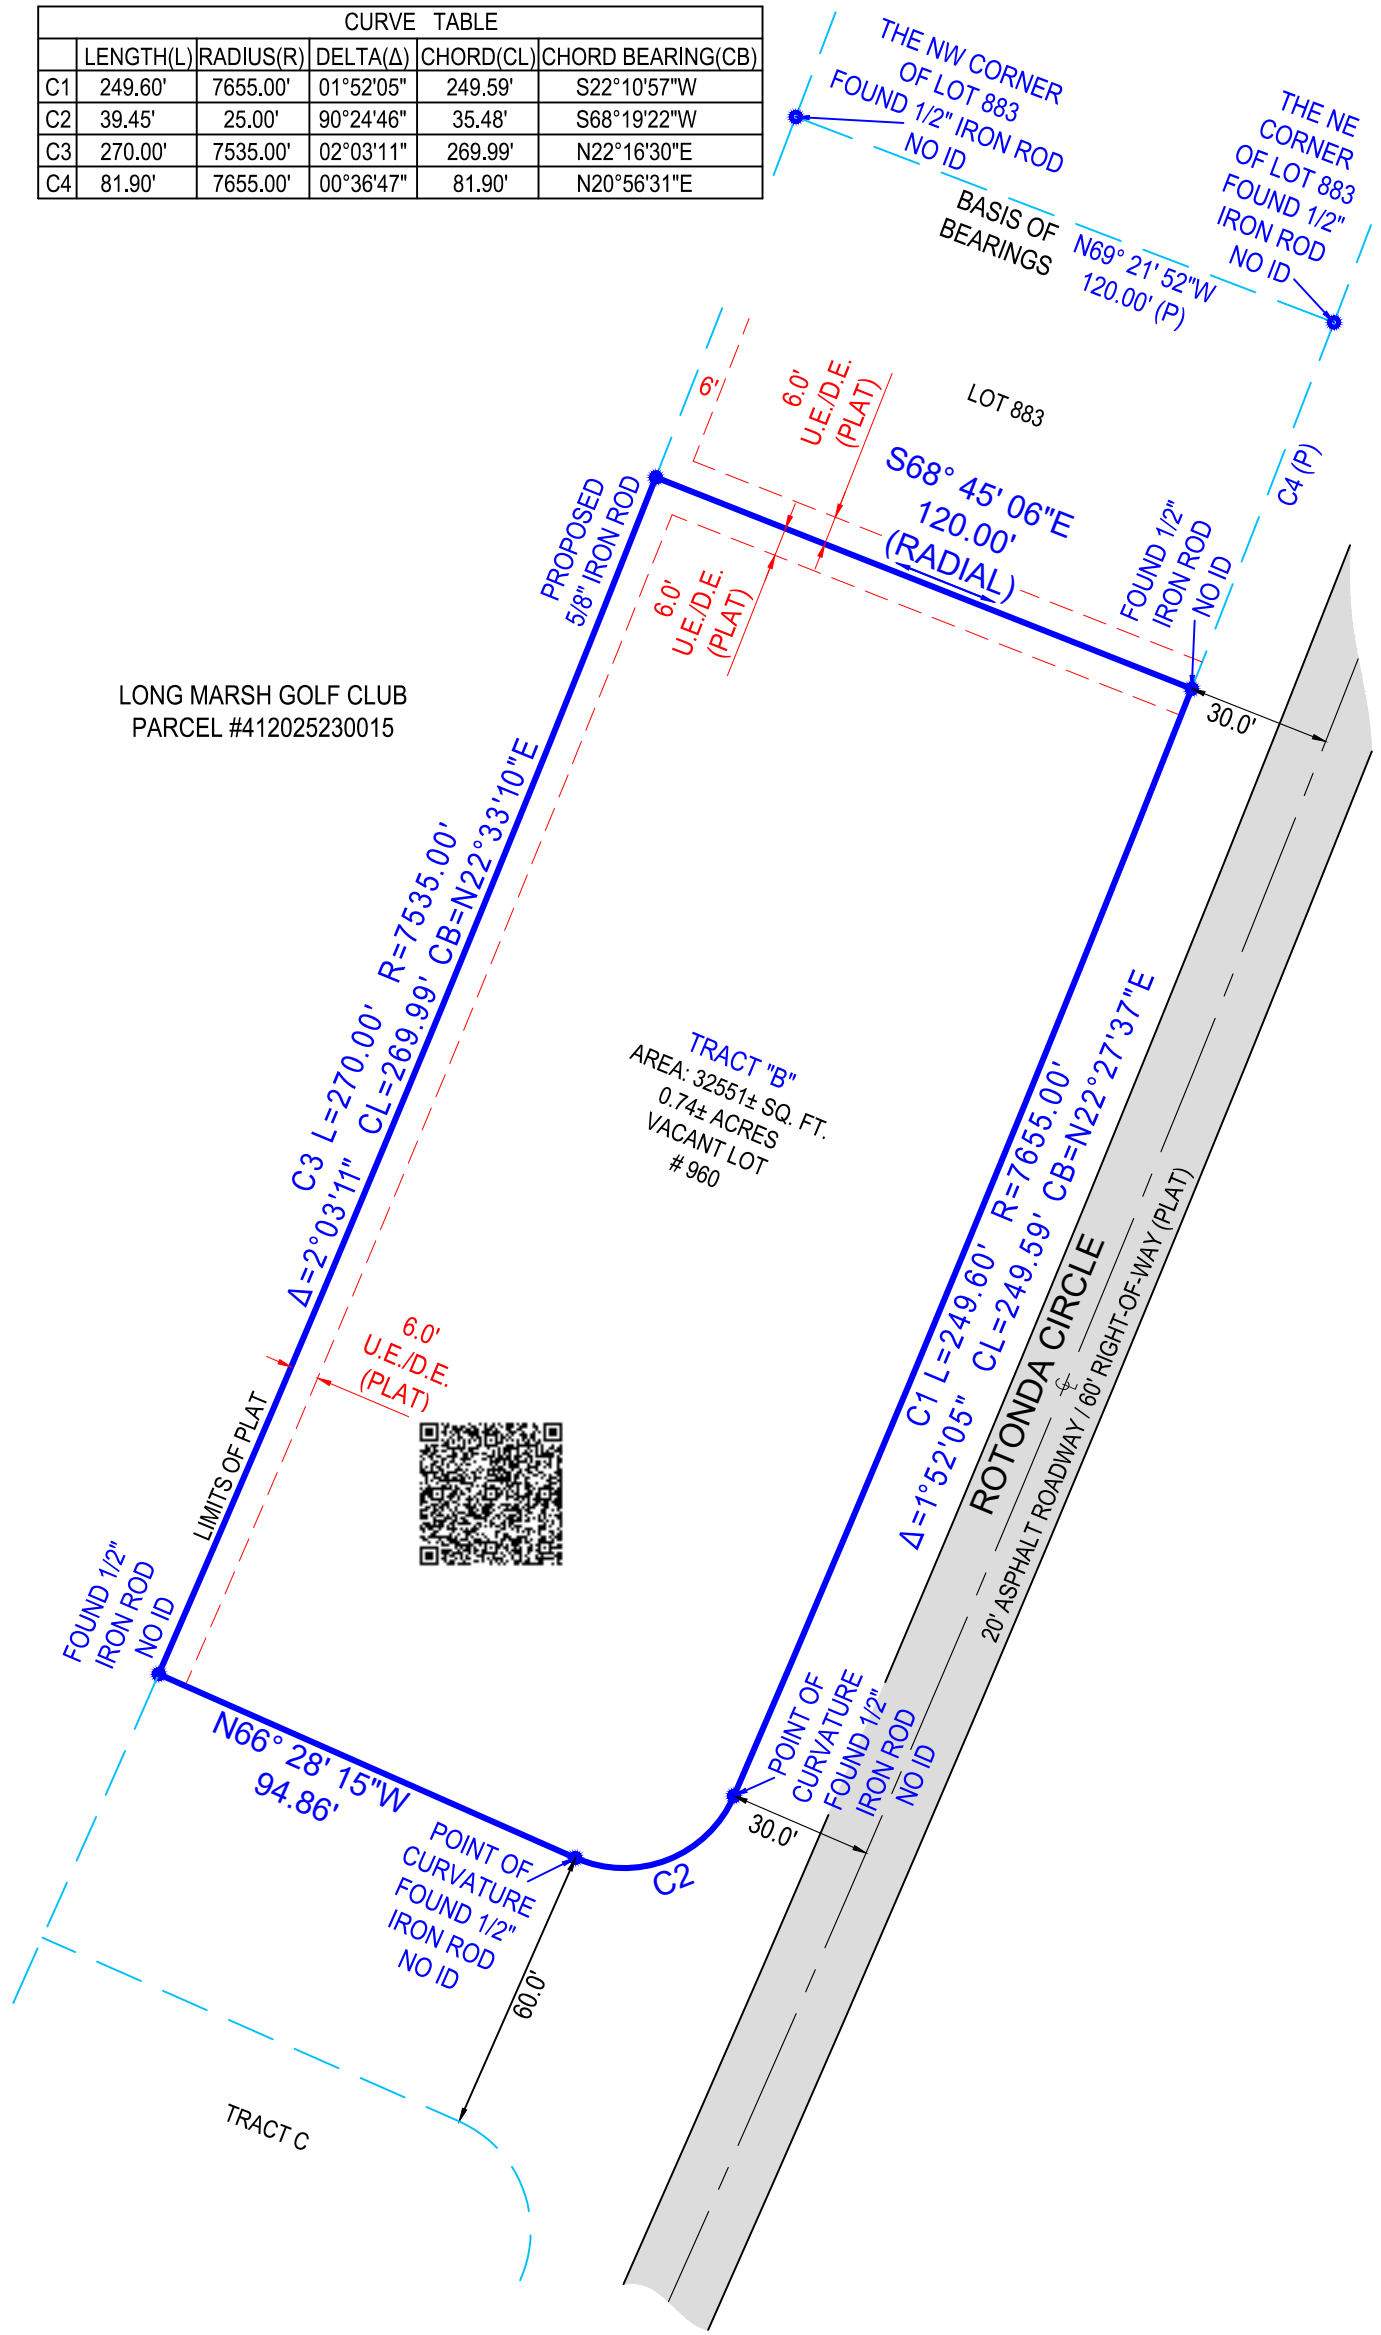 CURVE TABLE
LENGTH(L) RADIUS(R) DELTA(Δ) CHORD(CL) CHORD BEARING(CB)
C1 249.60' 7655.00' 01°52'05" 249.59' S22°10'57"W
C2 39.45' 25.00' 90°24'46" 35.48' S68°19'22"W
C3 270.00' 7535.00' 02°03'11" 269.99' N22°16'30"E
C4 81.90' 7655.00' 00°36'47" 81.90' N20°56'31"E
THE NW CORNER
OF LOT 883
FOUND 1/2" IRON ROD
NO ID
THE NE
CORNER
OF LOT 883
FOUND 1/2"
IRON ROD
NO ID
BASIS OF
BEARINGS
N69° 21' 52"W
120.00' (P)
6'
6.0'
U.E./D.E.
(PLAT)
LOT 883
C4 (P)
S68° 45' 06"E
120.00'
(RADIAL)
PROPOSED
5/8" IRON ROD
6.0'
U.E./D.E.
(PLAT)
FOUND 1/2"
IRON ROD
NO ID
30.0'
LONG MARSH GOLF CLUB
PARCEL #412025230015
C3 L=270.00' R=7535.00'
Δ=2°03'11" CL=269.99' CB=N22°33'10"E
TRACT "B"
AREA: 32551± SQ. FT.
0.74± ACRES
VACANT LOT
# 960
C1 L=249.60' R=7655.00'
Δ=1°52'05" CL=249.59' CB=N22°27'37"E
ROTONDA CIRCLE
20' ASPHALT ROADWAY / 60' RIGHT-OF-WAY (PLAT)
6.0'
U.E./D.E.
(PLAT)
LIMITS OF PLAT
FOUND 1/2"
IRON ROD
NO ID
N66° 28' 15"W
94.86'
POINT OF
CURVATURE
FOUND 1/2"
IRON ROD
NO ID
30.0'
POINT OF
CURVATURE
FOUND 1/2"
IRON ROD
NO ID
C2
60.0'
TRACT C